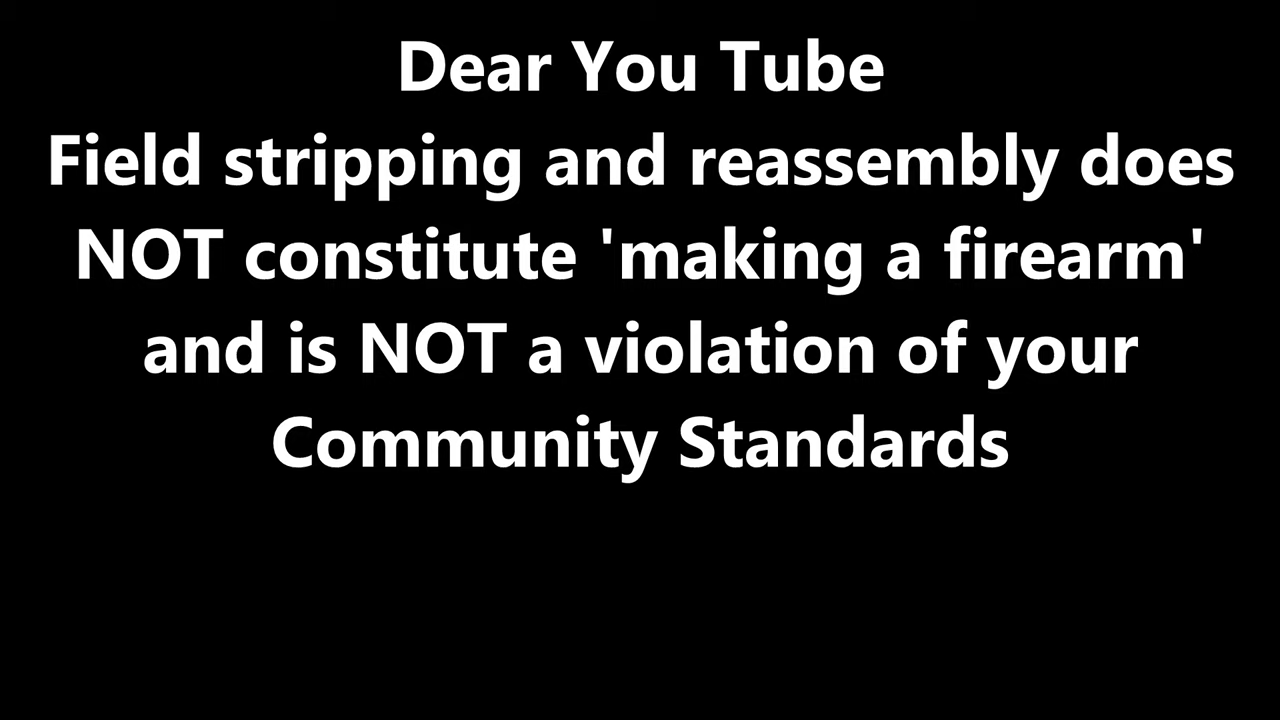 Dear You Tube
Field stripping and reassembly does
NOT constitute 'making a firearm'
and is NOT a violation of your
Community Standards